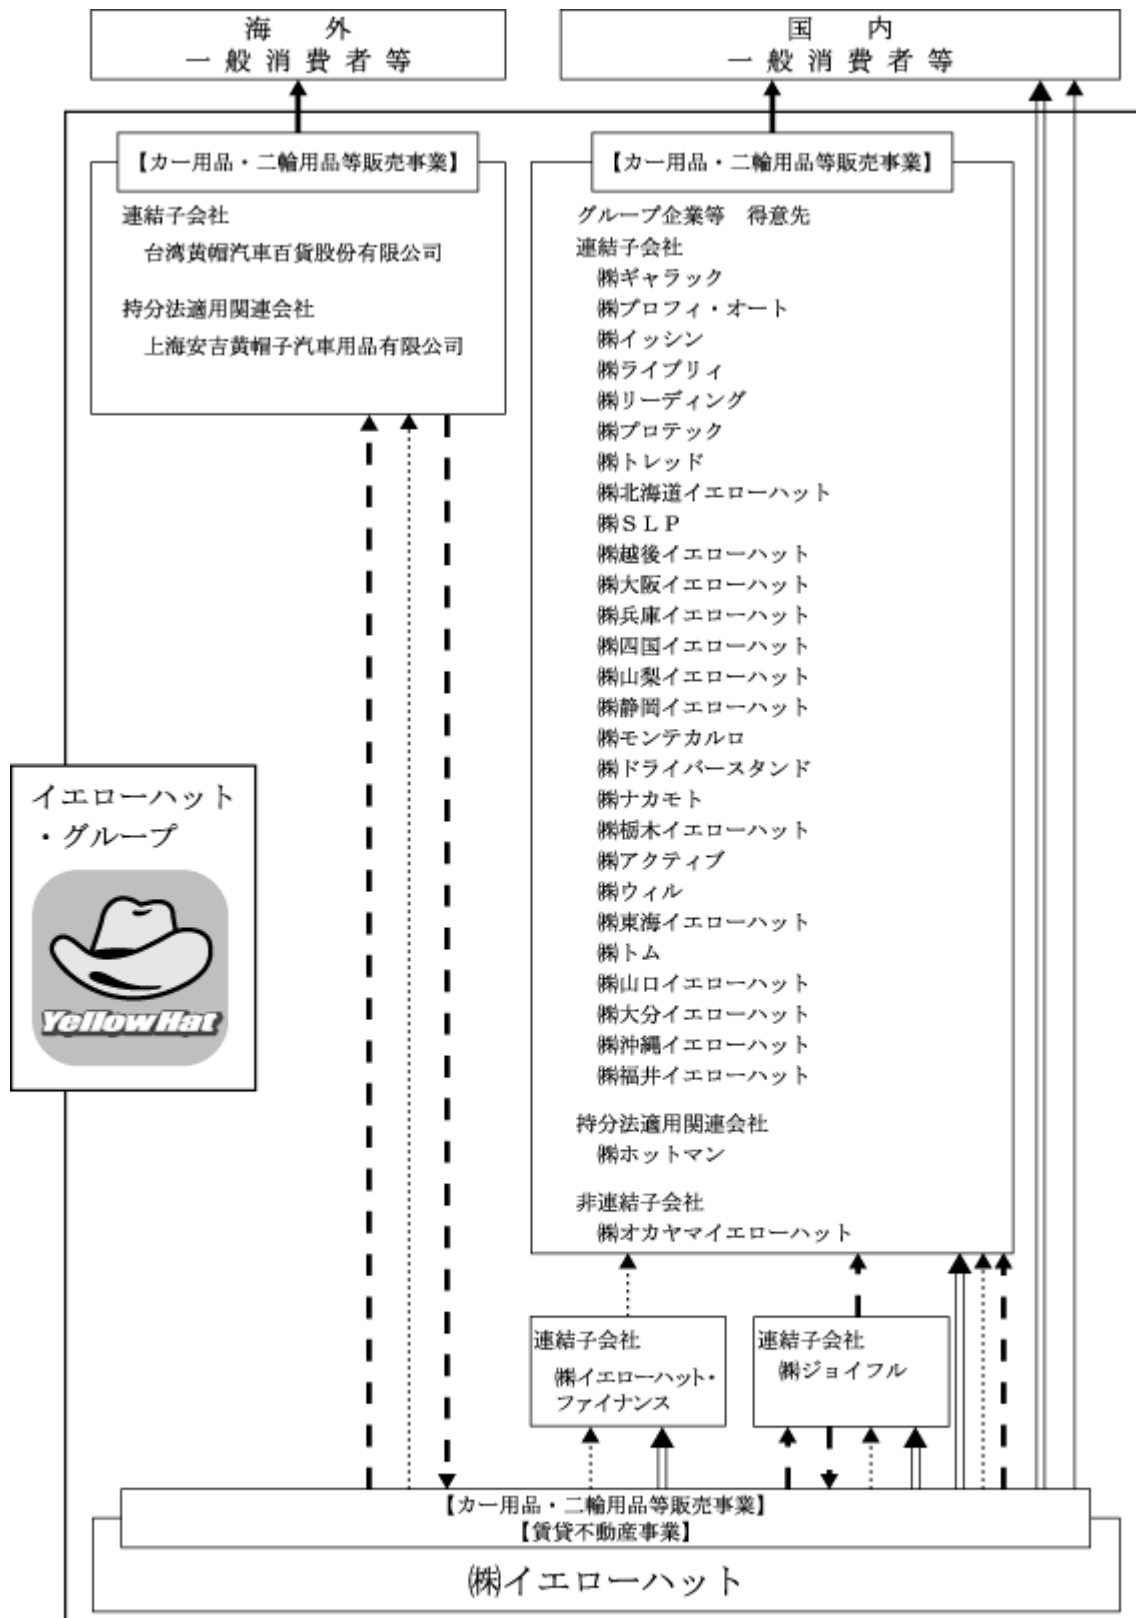 海　外
一般消費者等
国　内
一般消費者等
【カー用品・二輪用品等販売事業】
連結子会社
台湾黄帽汽車百貨股份有限公司
持分法適用関連会社
上海安吉黄帽子汽車用品有限公司
【カー用品・二輪用品等販売事業】
グループ企業等　得意先
連結子会社
㈱ギャラック
㈱プロフィ・オート
㈱イッシン
㈱ライブリィ
㈱リーディング
㈱プロテック
㈱トレッド
㈱北海道イエローハット
㈱ＳＬＰ
㈱越後イエローハット
㈱大阪イエローハット
㈱兵庫イエローハット
㈱四国イエローハット
㈱山梨イエローハット
㈱静岡イエローハット
㈱モンテカルロ
㈱ドライバースタンド
㈱ナカモト
㈱栃木イエローハット
㈱アクティブ
㈱ウィル
㈱東海イエローハット
㈱トム
㈱山口イエローハット
㈱大分イエローハット
㈱沖縄イエローハット
㈱福井イエローハット
持分法適用関連会社
㈱ホットマン
非連結子会社
㈱オカヤマイエローハット
イエローハット
・グループ
YellowHat
連結子会社
㈱イエローハット・
ファイナンス
連結子会社
㈱ジョイフル
【カー用品・二輪用品等販売事業】
【賃貸不動産事業】
㈱イエローハット